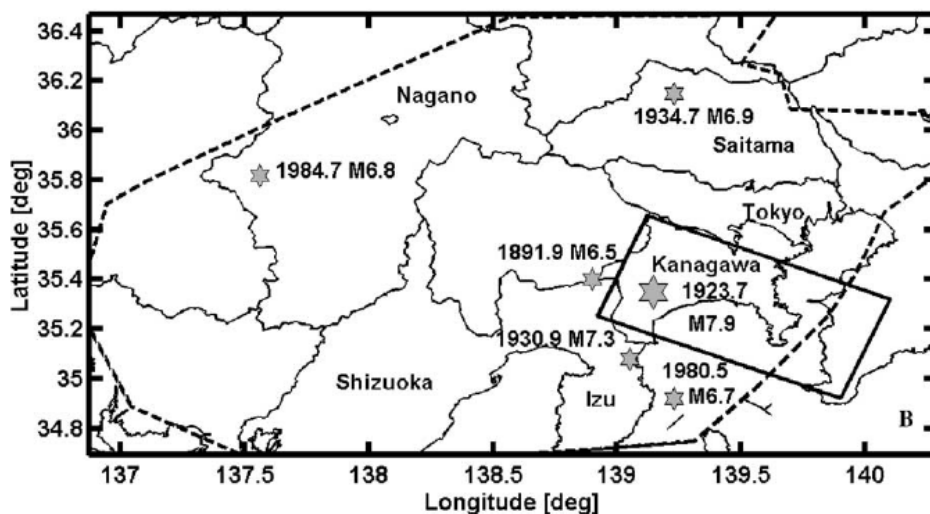 36.4
36.2
36
35.8
35.6
35.4
35.2
35
34.8
Latitude [deg]
Nagano
1934.7 M6.9
Saitama
1984.7 M6.8
Tokyo
1891.9 M6.5
Kanagawa
1923.7
M7.9
1930.9 M7.3
1980.5
M6.7
Shizuoka
Izu
B
137 137.5 138 138.5 139 139.5 140
Longitude [deg]